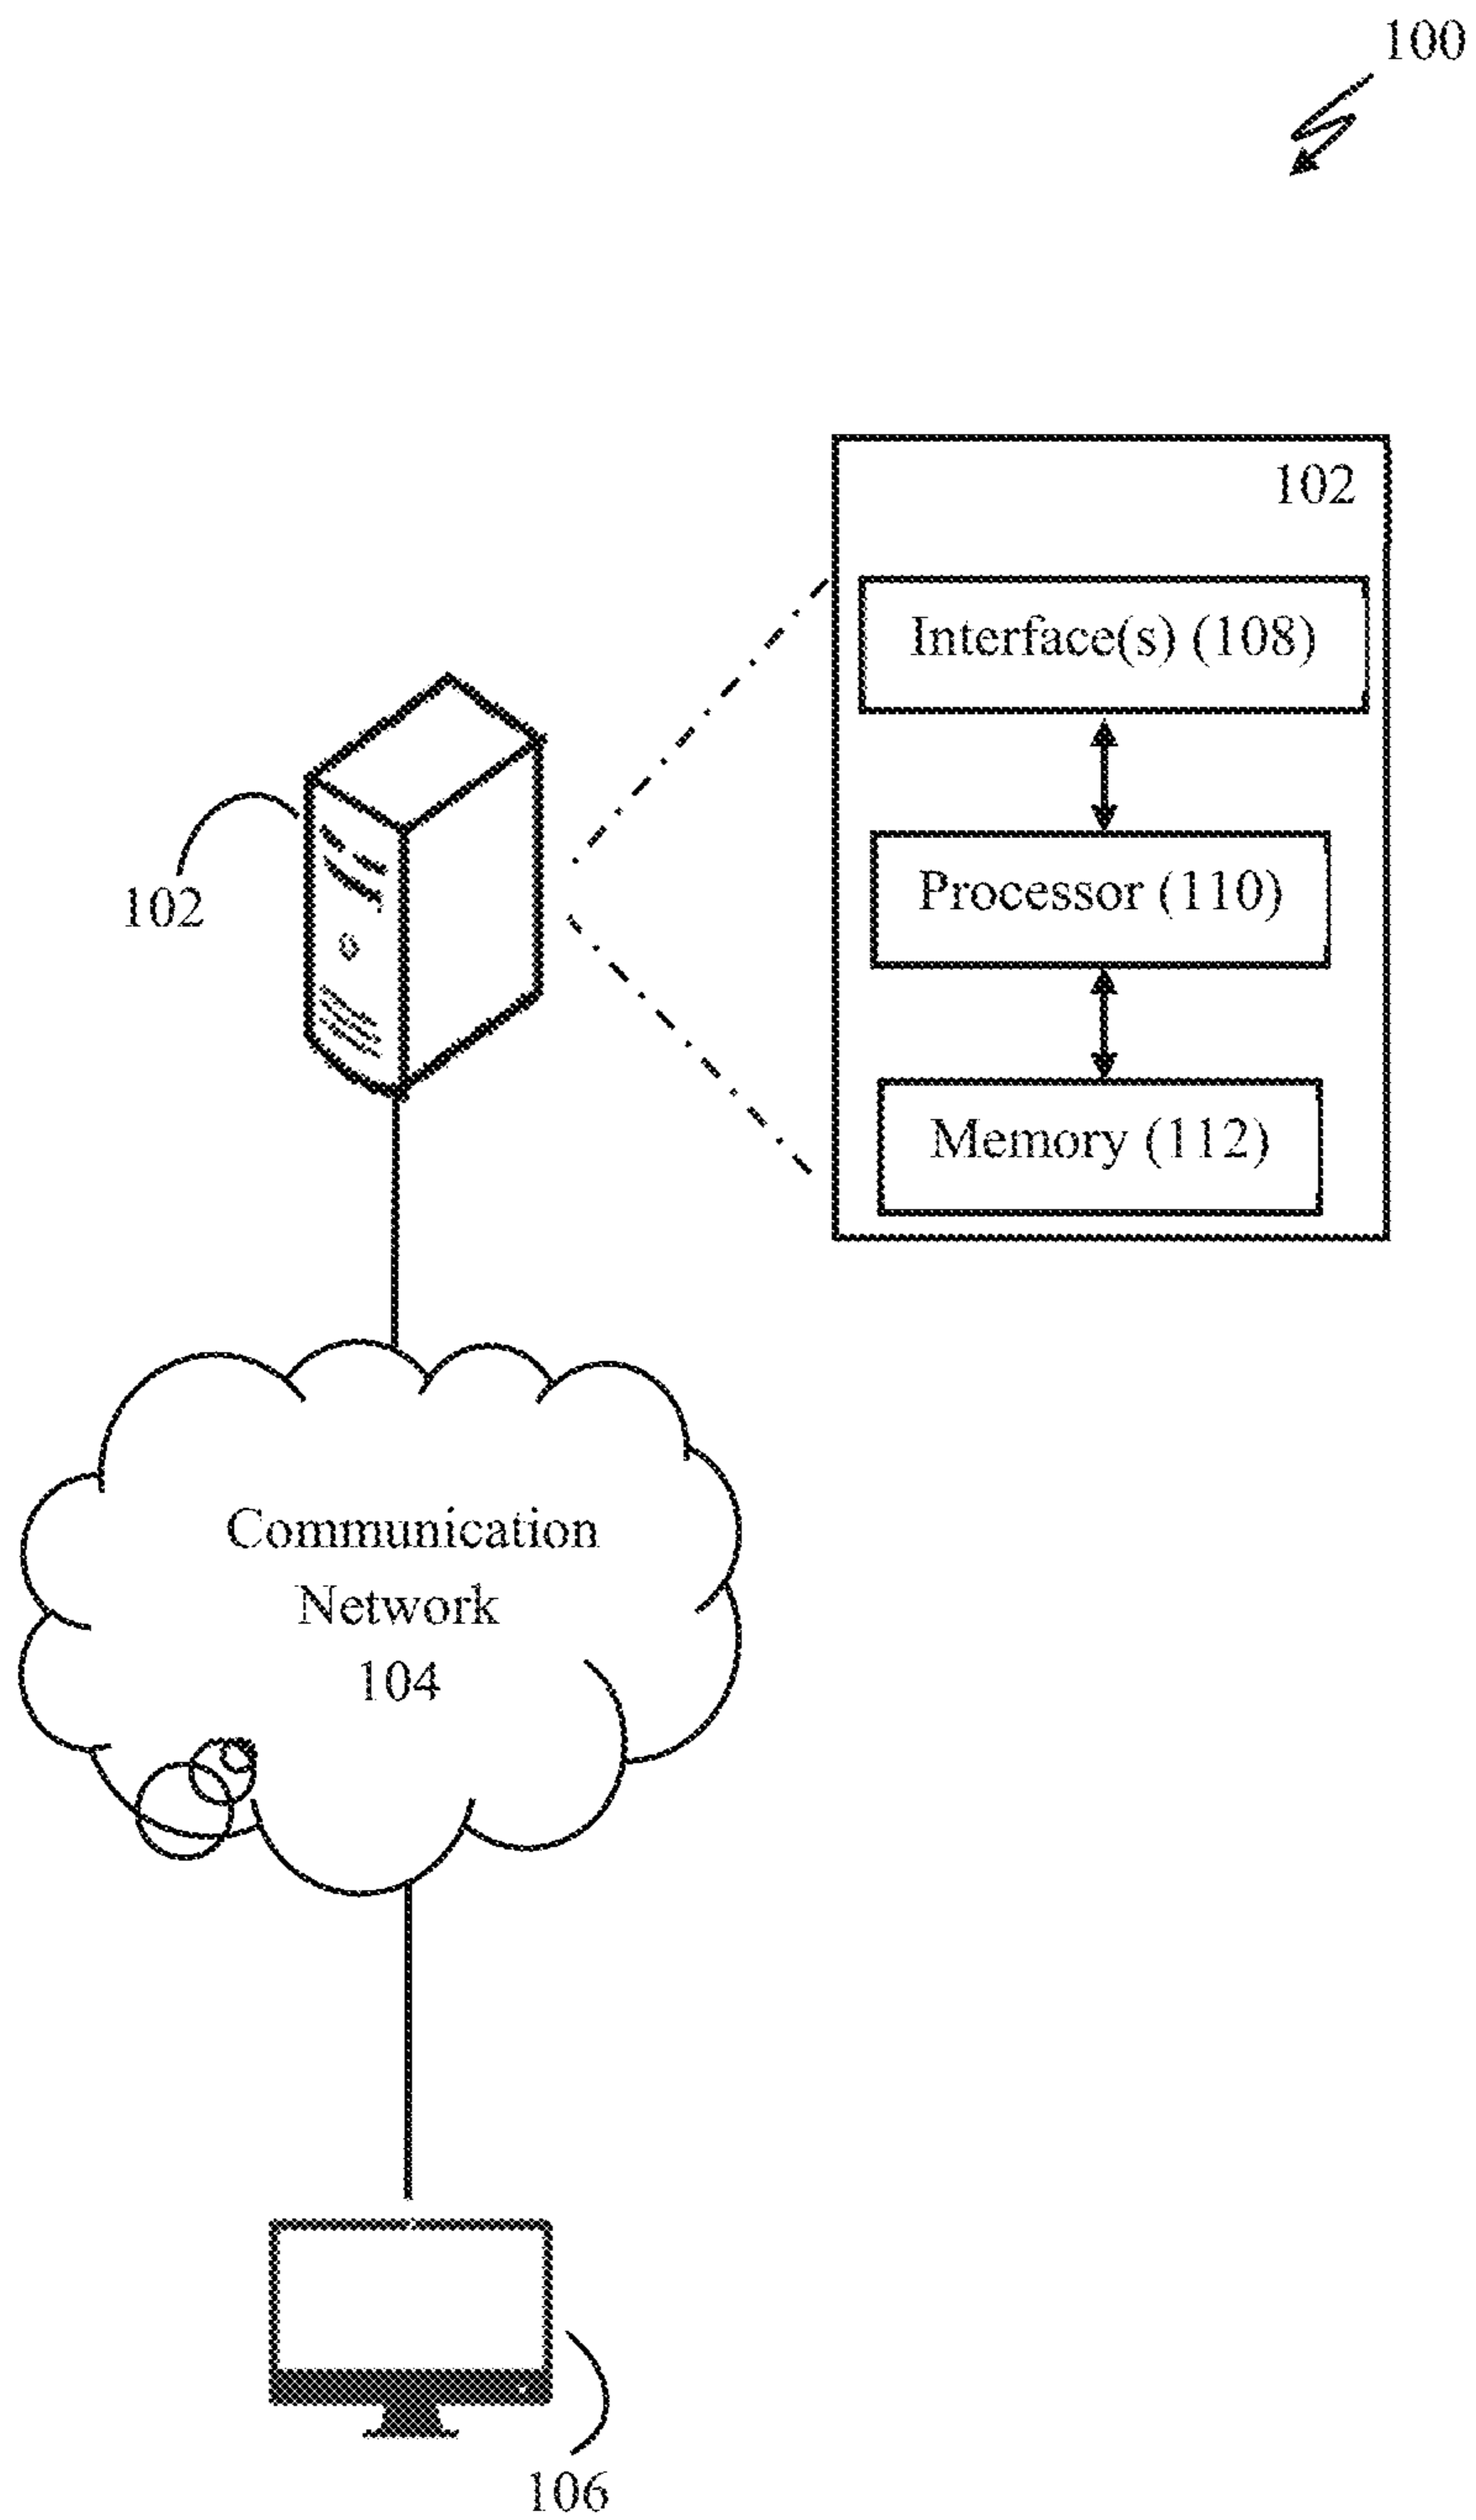 100
102
Interface(s) (108)
Processor (110)
Memory (112)
102
Communication
Network
104
106